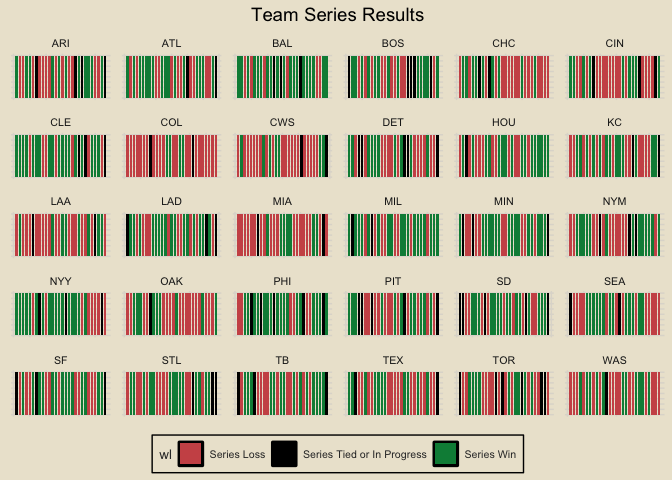 Team Series Results
ARI ATL BAL BOS CHC CIN
CLE COL CWS DET HOU KC
LAA LAD MIA MIL MIN NYM
NYY OAK PHI PIT SD SEA
SF STL TB TEX TOR WAS
wl Series Loss Series Tied or In Progress Series Win